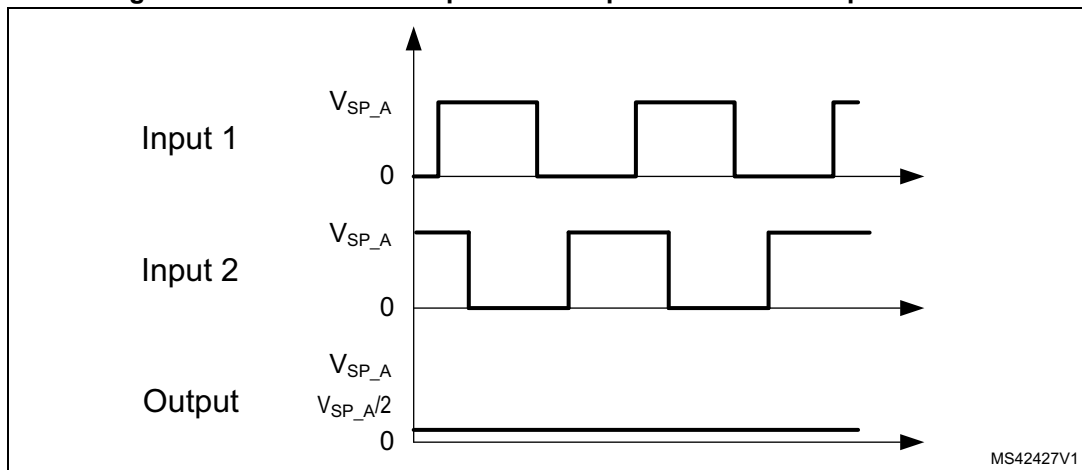 V_SP_A
Input 1
0
V_SP_A
Input 2
0
V_SP_A
Output
V_SP_A/2
0
MS42427V1